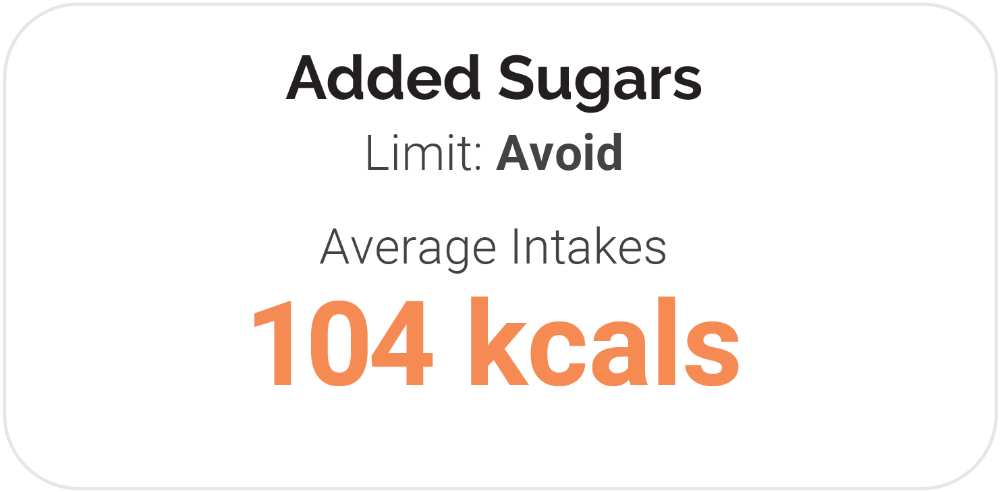 Added Sugars
Limit: Avoid
Average Intakes
104 kcals